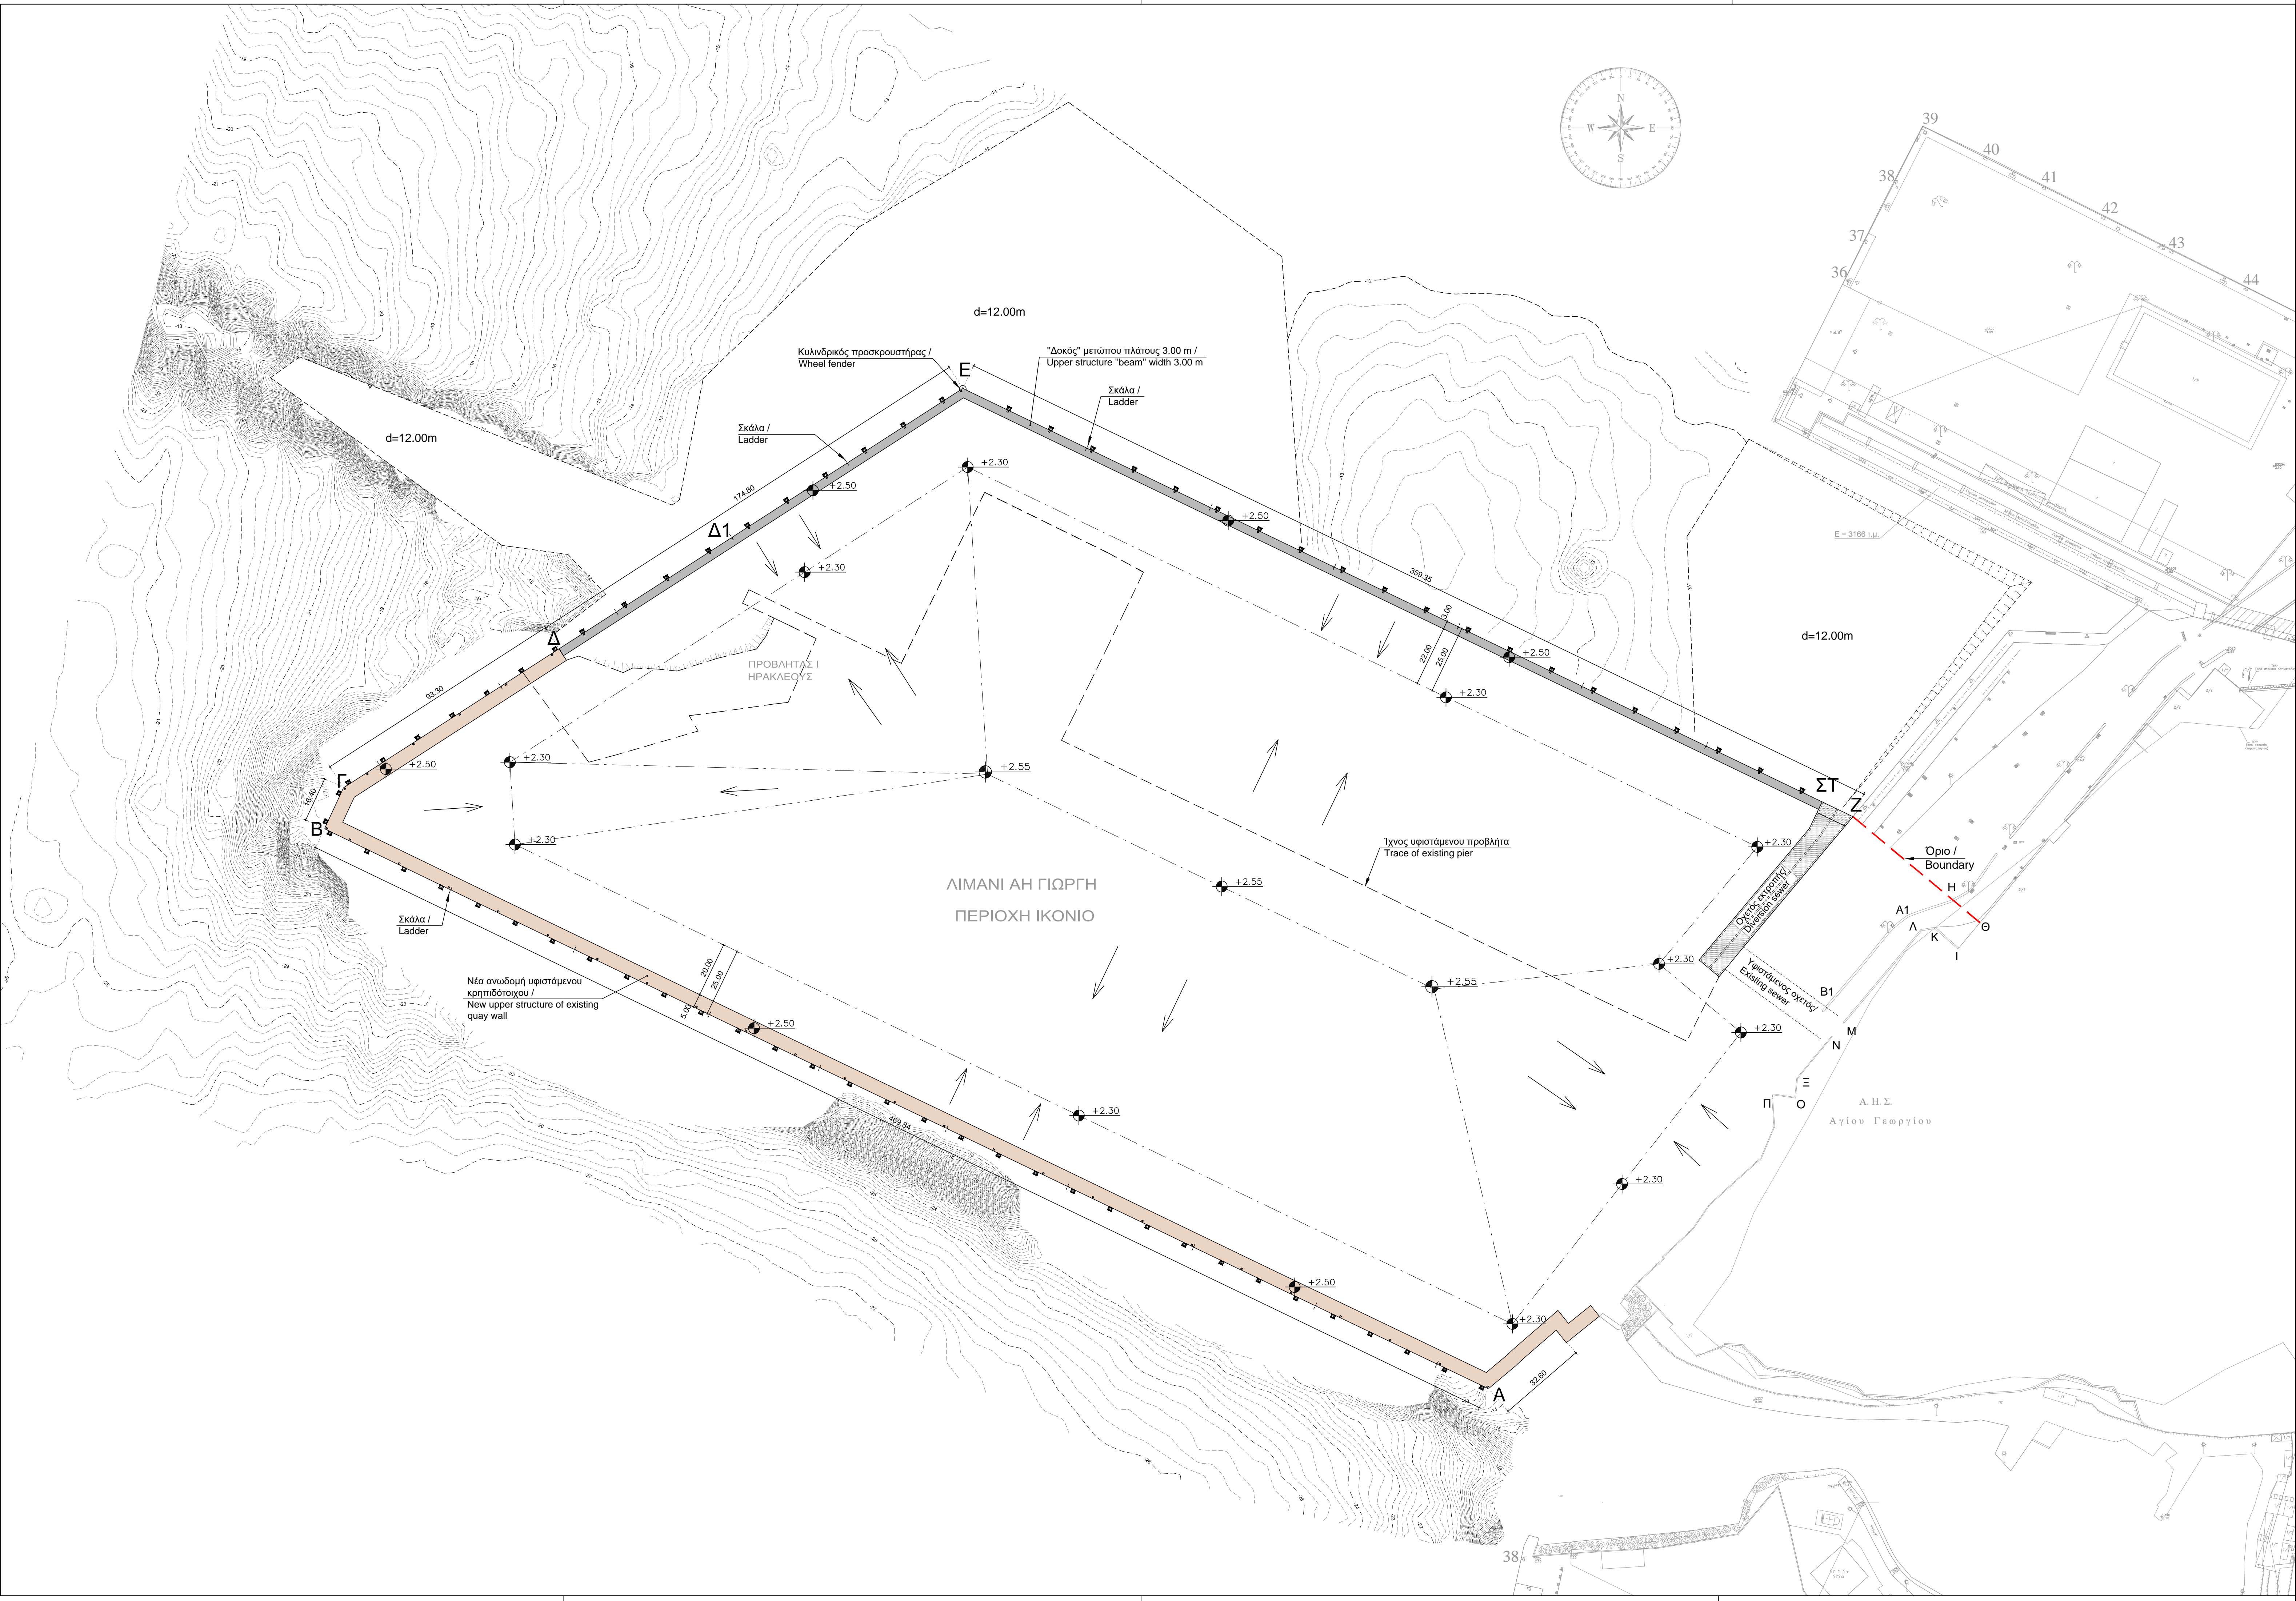 N
W
E
S
39
40
41
42
43
44
38
37
36
d=12.00m
Κυλινδρικός προσκρουστήρας /
Wheel fender
E
"Δοκός" μετώπου πλάτους 3.00 m /
Upper structure "beam" width 3.00 m
Σκάλα /
Ladder
Σκάλα /
Ladder
d=12.00m
+2.30
+2.50
174.80
Δ1
+2.50
E = 3166 τ.μ.
+2.30
359.35
3.00
22.00
25.00
Δ
ΠΡΟΒΛΗΤΑΣ Ι
ΗΡΑΚΛΕΟΥΣ
+2.50
d=12.00m
93.30
+2.30
+2.50
+2.30
+2.55
Γ
16.40
B
ΣΤ
Z
+2.30
+2.30
Ίχνος υφιστάμενου προβλήτα
Trace of existing pier
Όριο /
Boundary
ΛΙΜΑΝΙ ΑΗ ΓΙΩΡΓΗ
ΠΕΡΙΟΧΗ ΙΚΟΝΙΟ
+2.55
Οχετός εκτροπής/
Diversion sewer
H
A1
Λ
K
Θ
I
Σκάλα /
Ladder
20.00
25.00
5.00
+2.30
+2.55
Υφιστάμενος οχετός/
Existing sewer
B1
M
N
Νέα ανωδομή υφιστάμενου
κρηπιδότοιχου /
New upper structure of existing
quay wall
+2.50
+2.30
Ξ
Π
O
Α.Η.Σ.
Αγίου Γεωργίου
469.84
+2.30
+2.30
+2.50
+2.30
32.60
A
38